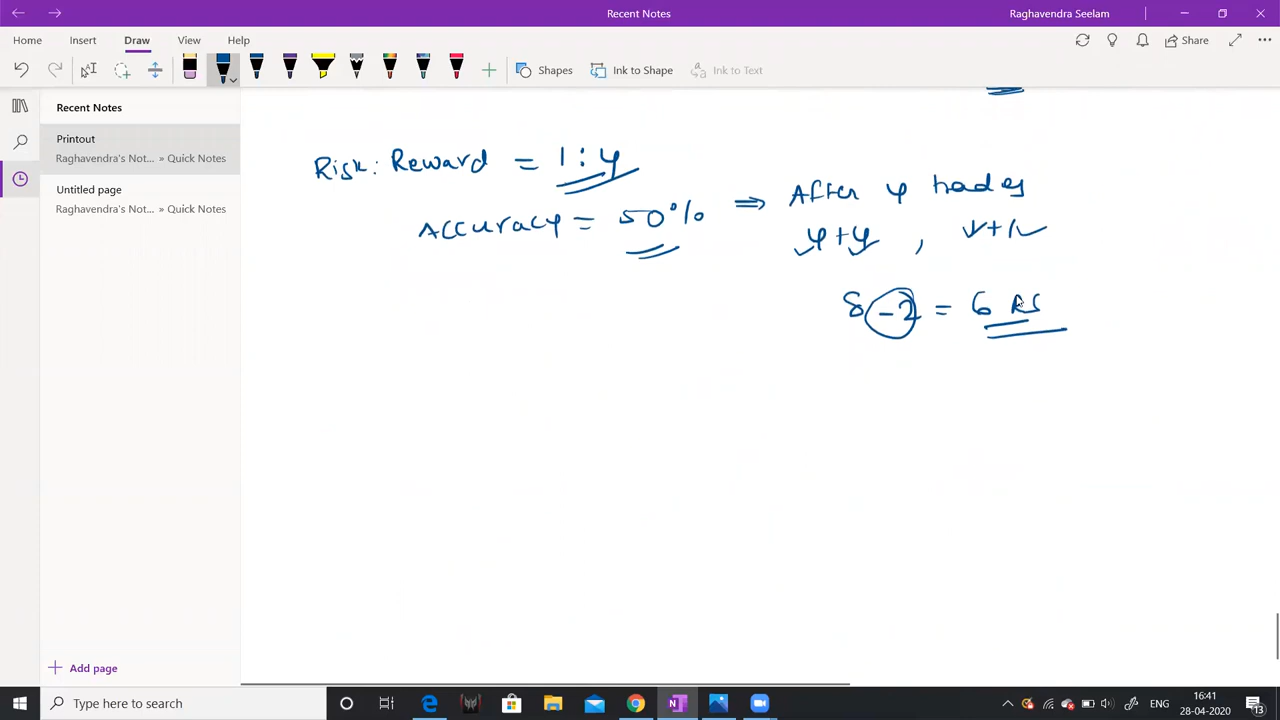 Recent Notes
Raghavendra Seelam
Home Insert Draw View Help
Share
Shapes
Ink to Shape
Ink to Text
Recent Notes
Printout
Raghavendra's Not... » Quick Notes
Untitled page
Raghavendra's Not... » Quick Notes
Risk: Reward = 1:4
Accuracy = 50% ⇒ After 4 trades
4+4 , 1+1
8 -2 = 6 RS
+ Add page
Type here to search
ENG
16:41
28-04-2020
13